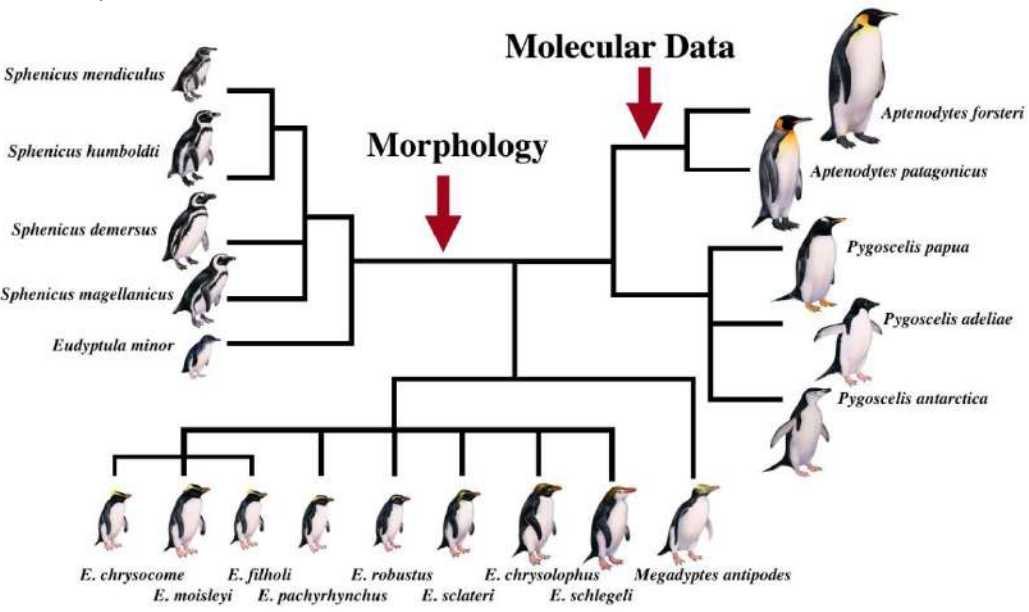 Molecular Data
Morphology
Sphenicus mendiculus
Sphenicus humboldti
Sphenicus demersus
Sphenicus magellanicus
Eudyptula minor
Aptenodytes forsteri
Aptenodytes patagonicus
Pygoscelis papua
Pygoscelis adeliae
Pygoscelis antarctica
E. chrysocome
E. moisleyi
E. filholi
E. pachyrhynchus
E. robustus
E. sclateri
E. chrysolophus
E. schlegeli
Megadyptes antipodes